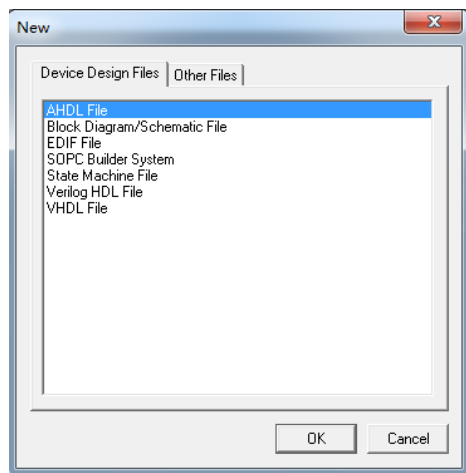 New
Device Design Files Other Files
AHDL File
Block Diagram/Schematic File
EDIF File
SOPC Builder System
State Machine File
Verilog HDL File
VHDL File
OK Cancel